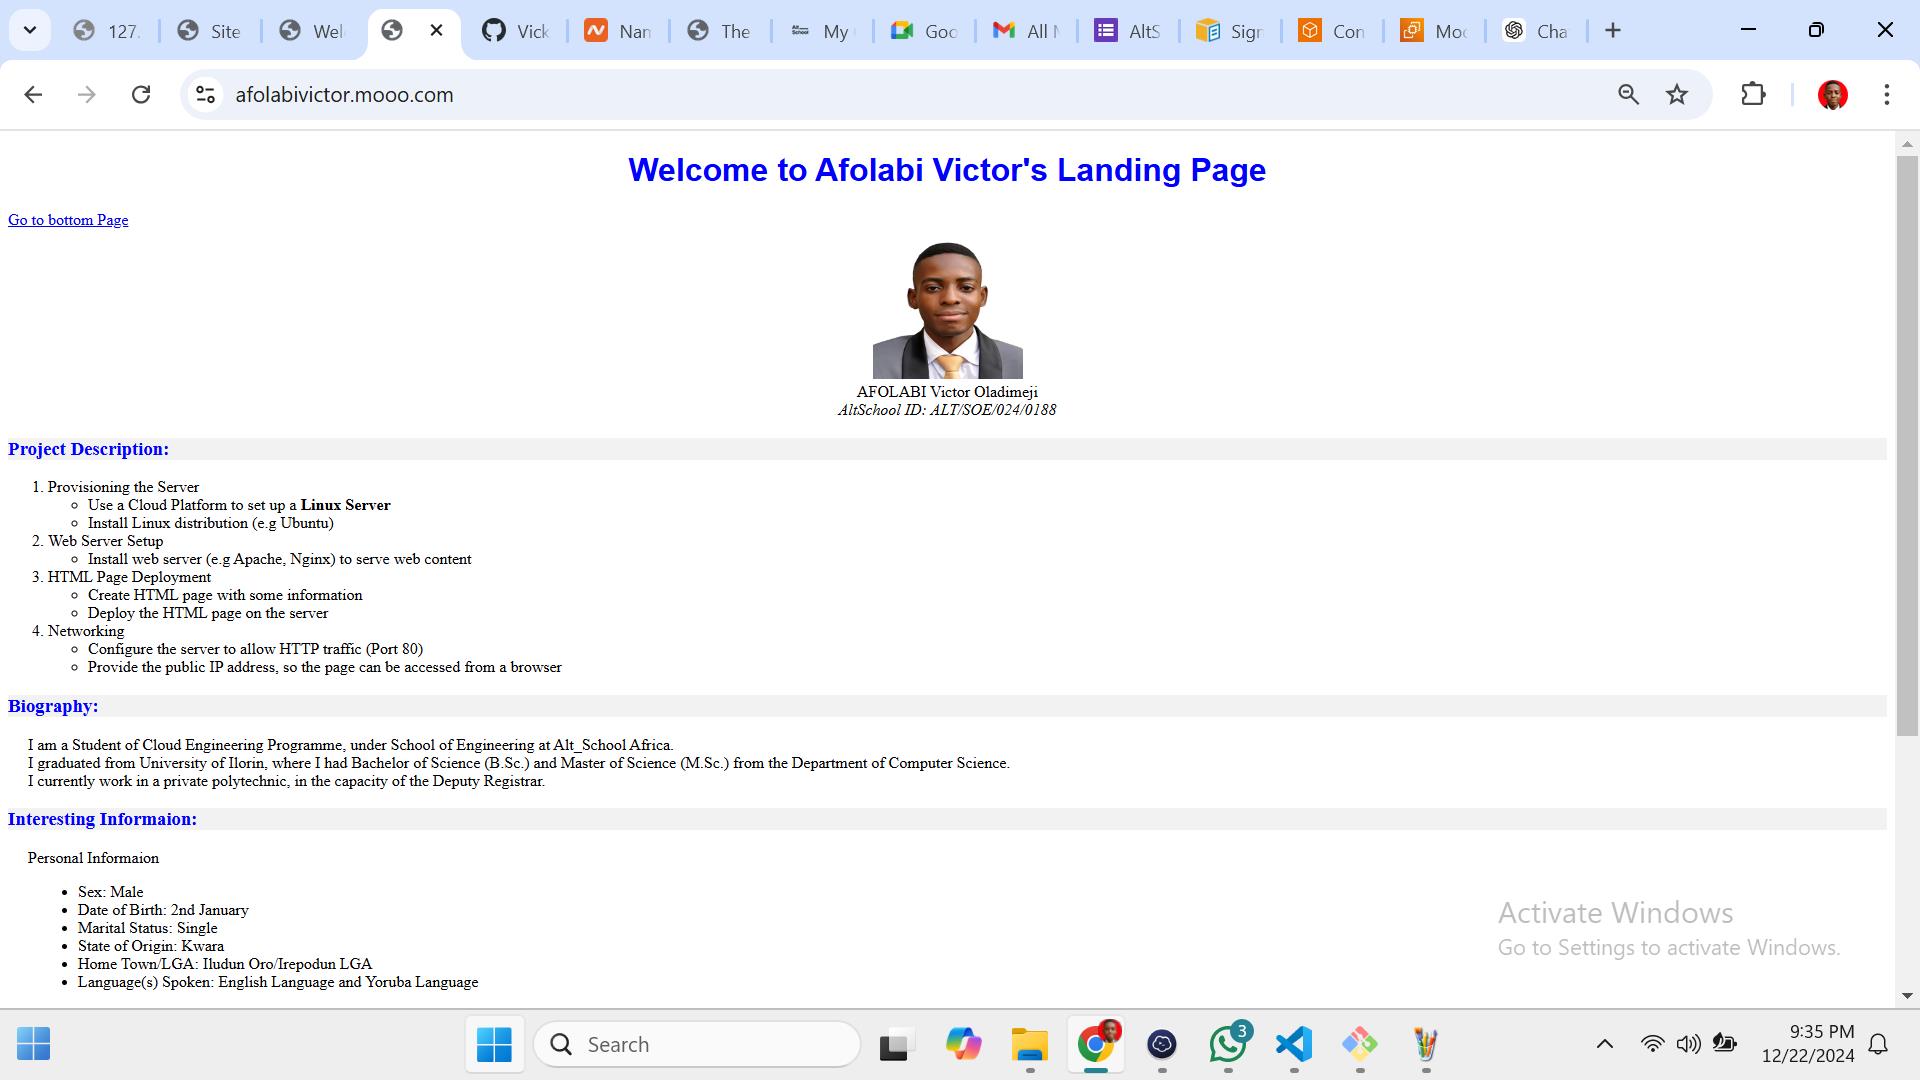 127.
Site
Wel
Vick
Nan
The
My
Goo
All M
AltS
Sign
Con
Moo
Cha
afolabivictor.mooo.com
Welcome to Afolabi Victor's Landing Page
Go to bottom Page
AFOLABI Victor Oladimeji
AltSchool ID: ALT/SOE/024/0188
Project Description:
1. Provisioning the Server
Use a Cloud Platform to set up a Linux Server
Install Linux distribution (e.g Ubuntu)
2. Web Server Setup
Install web server (e.g Apache, Nginx) to serve web content
3. HTML Page Deployment
Create HTML page with some information
Deploy the HTML page on the server
4. Networking
Configure the server to allow HTTP traffic (Port 80)
Provide the public IP address, so the page can be accessed from a browser
Biography:
I am a Student of Cloud Engineering Programme, under School of Engineering at Alt_School Africa.
I graduated from University of Ilorin, where I had Bachelor of Science (B.Sc.) and Master of Science (M.Sc.) from the Department of Computer Science.
I currently work in a private polytechnic, in the capacity of the Deputy Registrar.
Interesting Informaion:
Personal Informaion
Sex: Male
Date of Birth: 2nd January
Marital Status: Single
State of Origin: Kwara
Home Town/LGA: Iludun Oro/Irepodun LGA
Language(s) Spoken: English Language and Yoruba Language
Activate Windows
Go to Settings to activate Windows.
Search
3
9:35 PM
12/22/2024